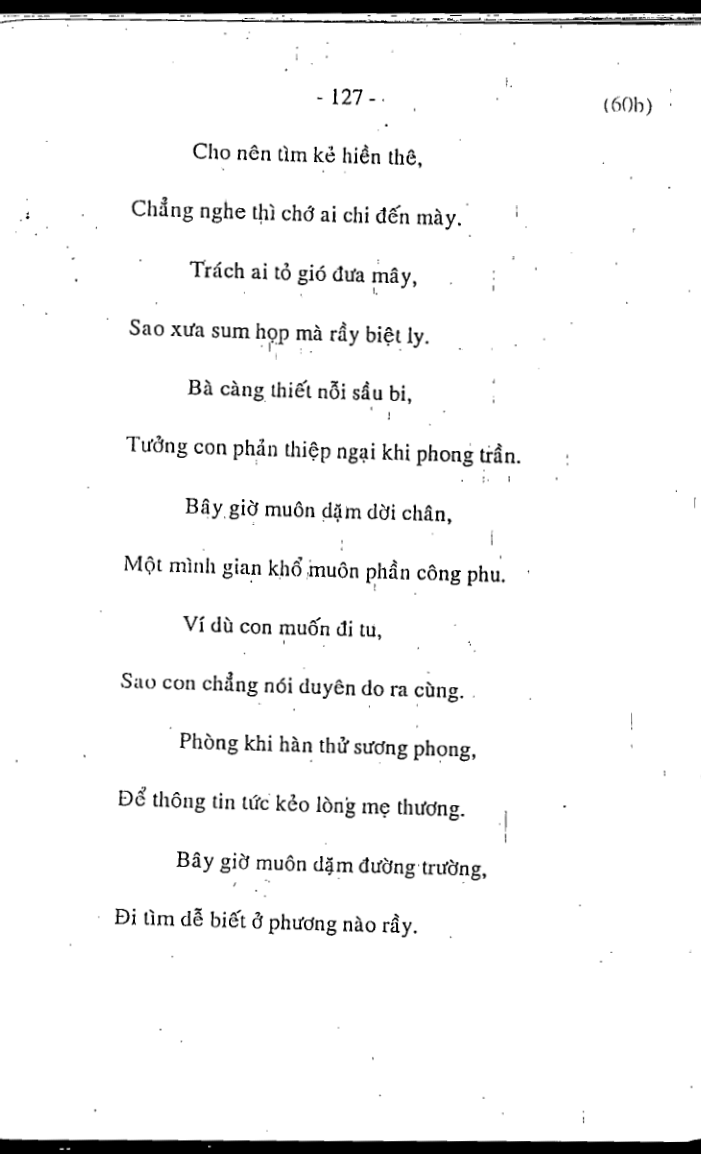 - 127 -
(60b)
Cho nên tìm kẻ hiền thê,
Chẳng nghe thì chớ ai chi đến mày.
Trách ai tỏ gió đưa mây,
Sao xưa sum họp mà rầy biệt ly.
Bà càng thiết nỗi sầu bi,
Tưởng con phản thiệp ngại khi phong trần.
Bây giờ muôn dặm dời chân,
Một mình gian khổ muôn phần công phu.
Ví dù con muốn đi tu,
Sao con chẳng nói duyên do ra cùng.
Phòng khi hàn thử sương phong,
Để thông tin tức kẻo lòng mẹ thương.
Bây giờ muôn dặm đường trường,
Đi tìm dễ biết ở phương nào rầy.